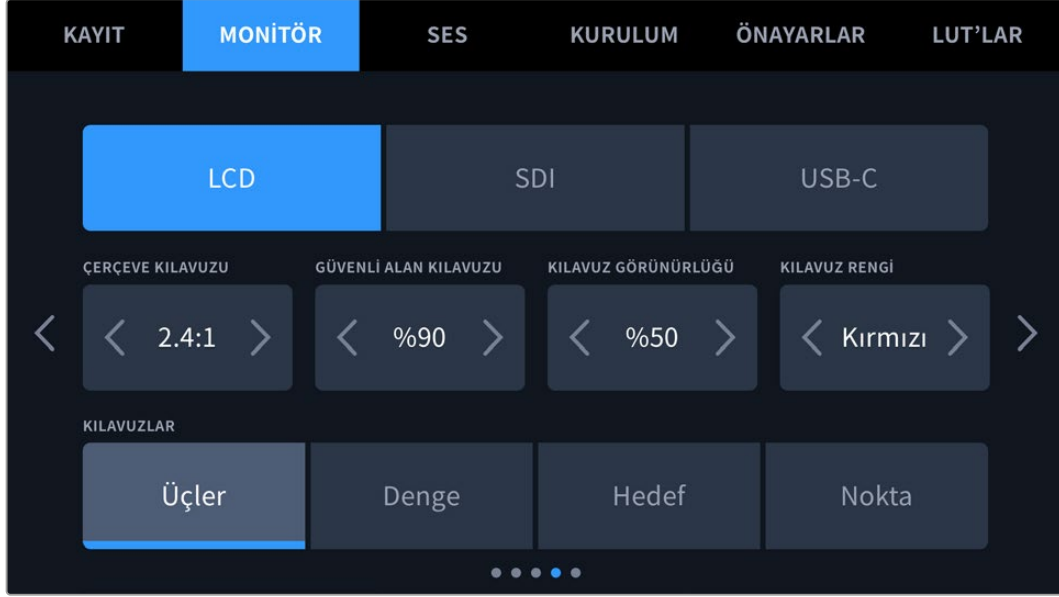 KAYIT MONİTÖR SES KURULUM ÖNAYARLAR LUT’LAR
LCD SDI USB-C
ÇERÇEVE KILAVUZU GÜVENLİ ALAN KILAVUZU KILAVUZ GÖRÜNÜRLÜĞÜ KILAVUZ RENGİ
2.4:1 %90 %50 Kırmızı
KILAVUZLAR
Üçler Denge Hedef Nokta